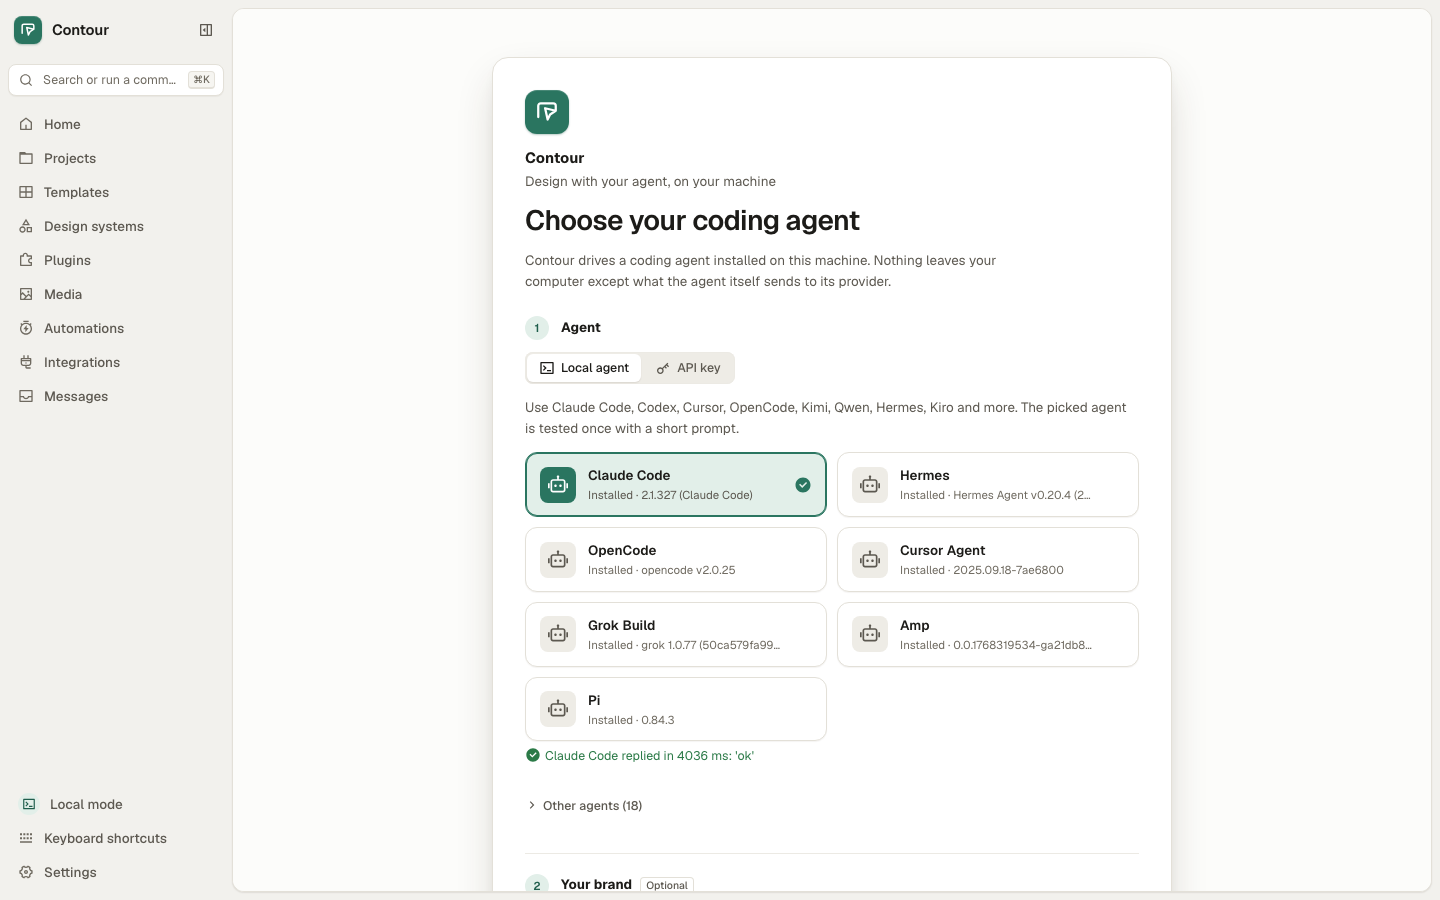 Contour
Search or run a comm... ⌘K
Home
Projects
Templates
Design systems
Plugins
Media
Automations
Integrations
Messages
Local mode
Keyboard shortcuts
Settings
Contour
Design with your agent, on your machine
Choose your coding agent
Contour drives a coding agent installed on this machine. Nothing leaves your
computer except what the agent itself sends to its provider.
1 Agent
Local agent API key
Use Claude Code, Codex, Cursor, OpenCode, Kimi, Qwen, Hermes, Kiro and more. The picked agent
is tested once with a short prompt.
Claude Code
Installed · 2.1.327 (Claude Code)
Hermes
Installed · Hermes Agent v0.20.4 (2...
OpenCode
Installed · opencode v2.0.25
Cursor Agent
Installed · 2025.09.18-7ae6800
Grok Build
Installed · grok 1.0.77 (50ca579fa99...
Amp
Installed · 0.0.1768319534-ga21db8...
Pi
Installed · 0.84.3
Claude Code replied in 4036 ms: 'ok'
Other agents (18)
2 Your brand Optional